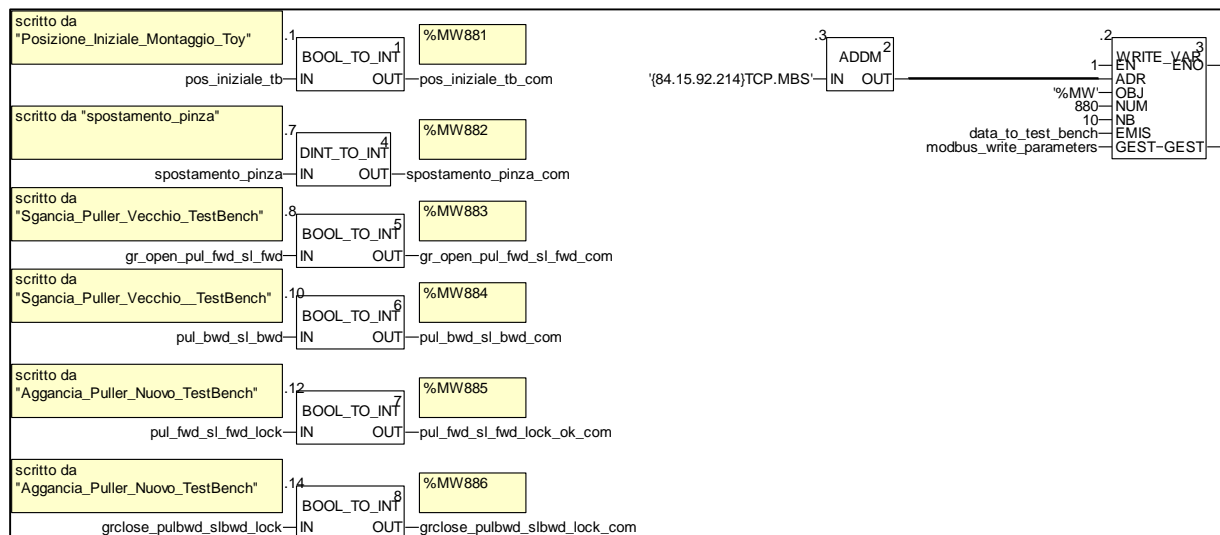 scritto da
"Posizione_Iniziale_Montaggio_Toy"
.1
1
BOOL_TO_INT
pos_iniziale_tb
IN
OUT
pos_iniziale_tb_com
%MW881
.3
2
ADDM
'{84.15.92.214}TCP.MBS'
IN
OUT
.2
3
WRITE_VAR
1
EN
ENO
ADR
'%MW'
OBJ
880
NUM
10
NB
data_to_test_bench
EMIS
modbus_write_parameters
GEST-GEST
scritto da "spostamento_pinza"
.7
4
DINT_TO_INT
spostamento_pinza
IN
OUT
spostamento_pinza_com
%MW882
scritto da
"Sgancia_Puller_Vecchio_TestBench"
.8
5
BOOL_TO_INT
gr_open_pul_fwd_sl_fwd
IN
OUT
gr_open_pul_fwd_sl_fwd_com
%MW883
scritto da
"Sgancia_Puller_Vecchio__TestBench"
.10
6
BOOL_TO_INT
pul_bwd_sl_bwd
IN
OUT
pul_bwd_sl_bwd_com
%MW884
scritto da
"Aggancia_Puller_Nuovo_TestBench"
.12
7
BOOL_TO_INT
pul_fwd_sl_fwd_lock
IN
OUT
pul_fwd_sl_fwd_lock_ok_com
%MW885
scritto da
"Aggancia_Puller_Nuovo_TestBench"
.14
8
BOOL_TO_INT
grclose_pulbwd_slbwd_lock
IN
OUT
grclose_pulbwd_slbwd_lock_com
%MW886